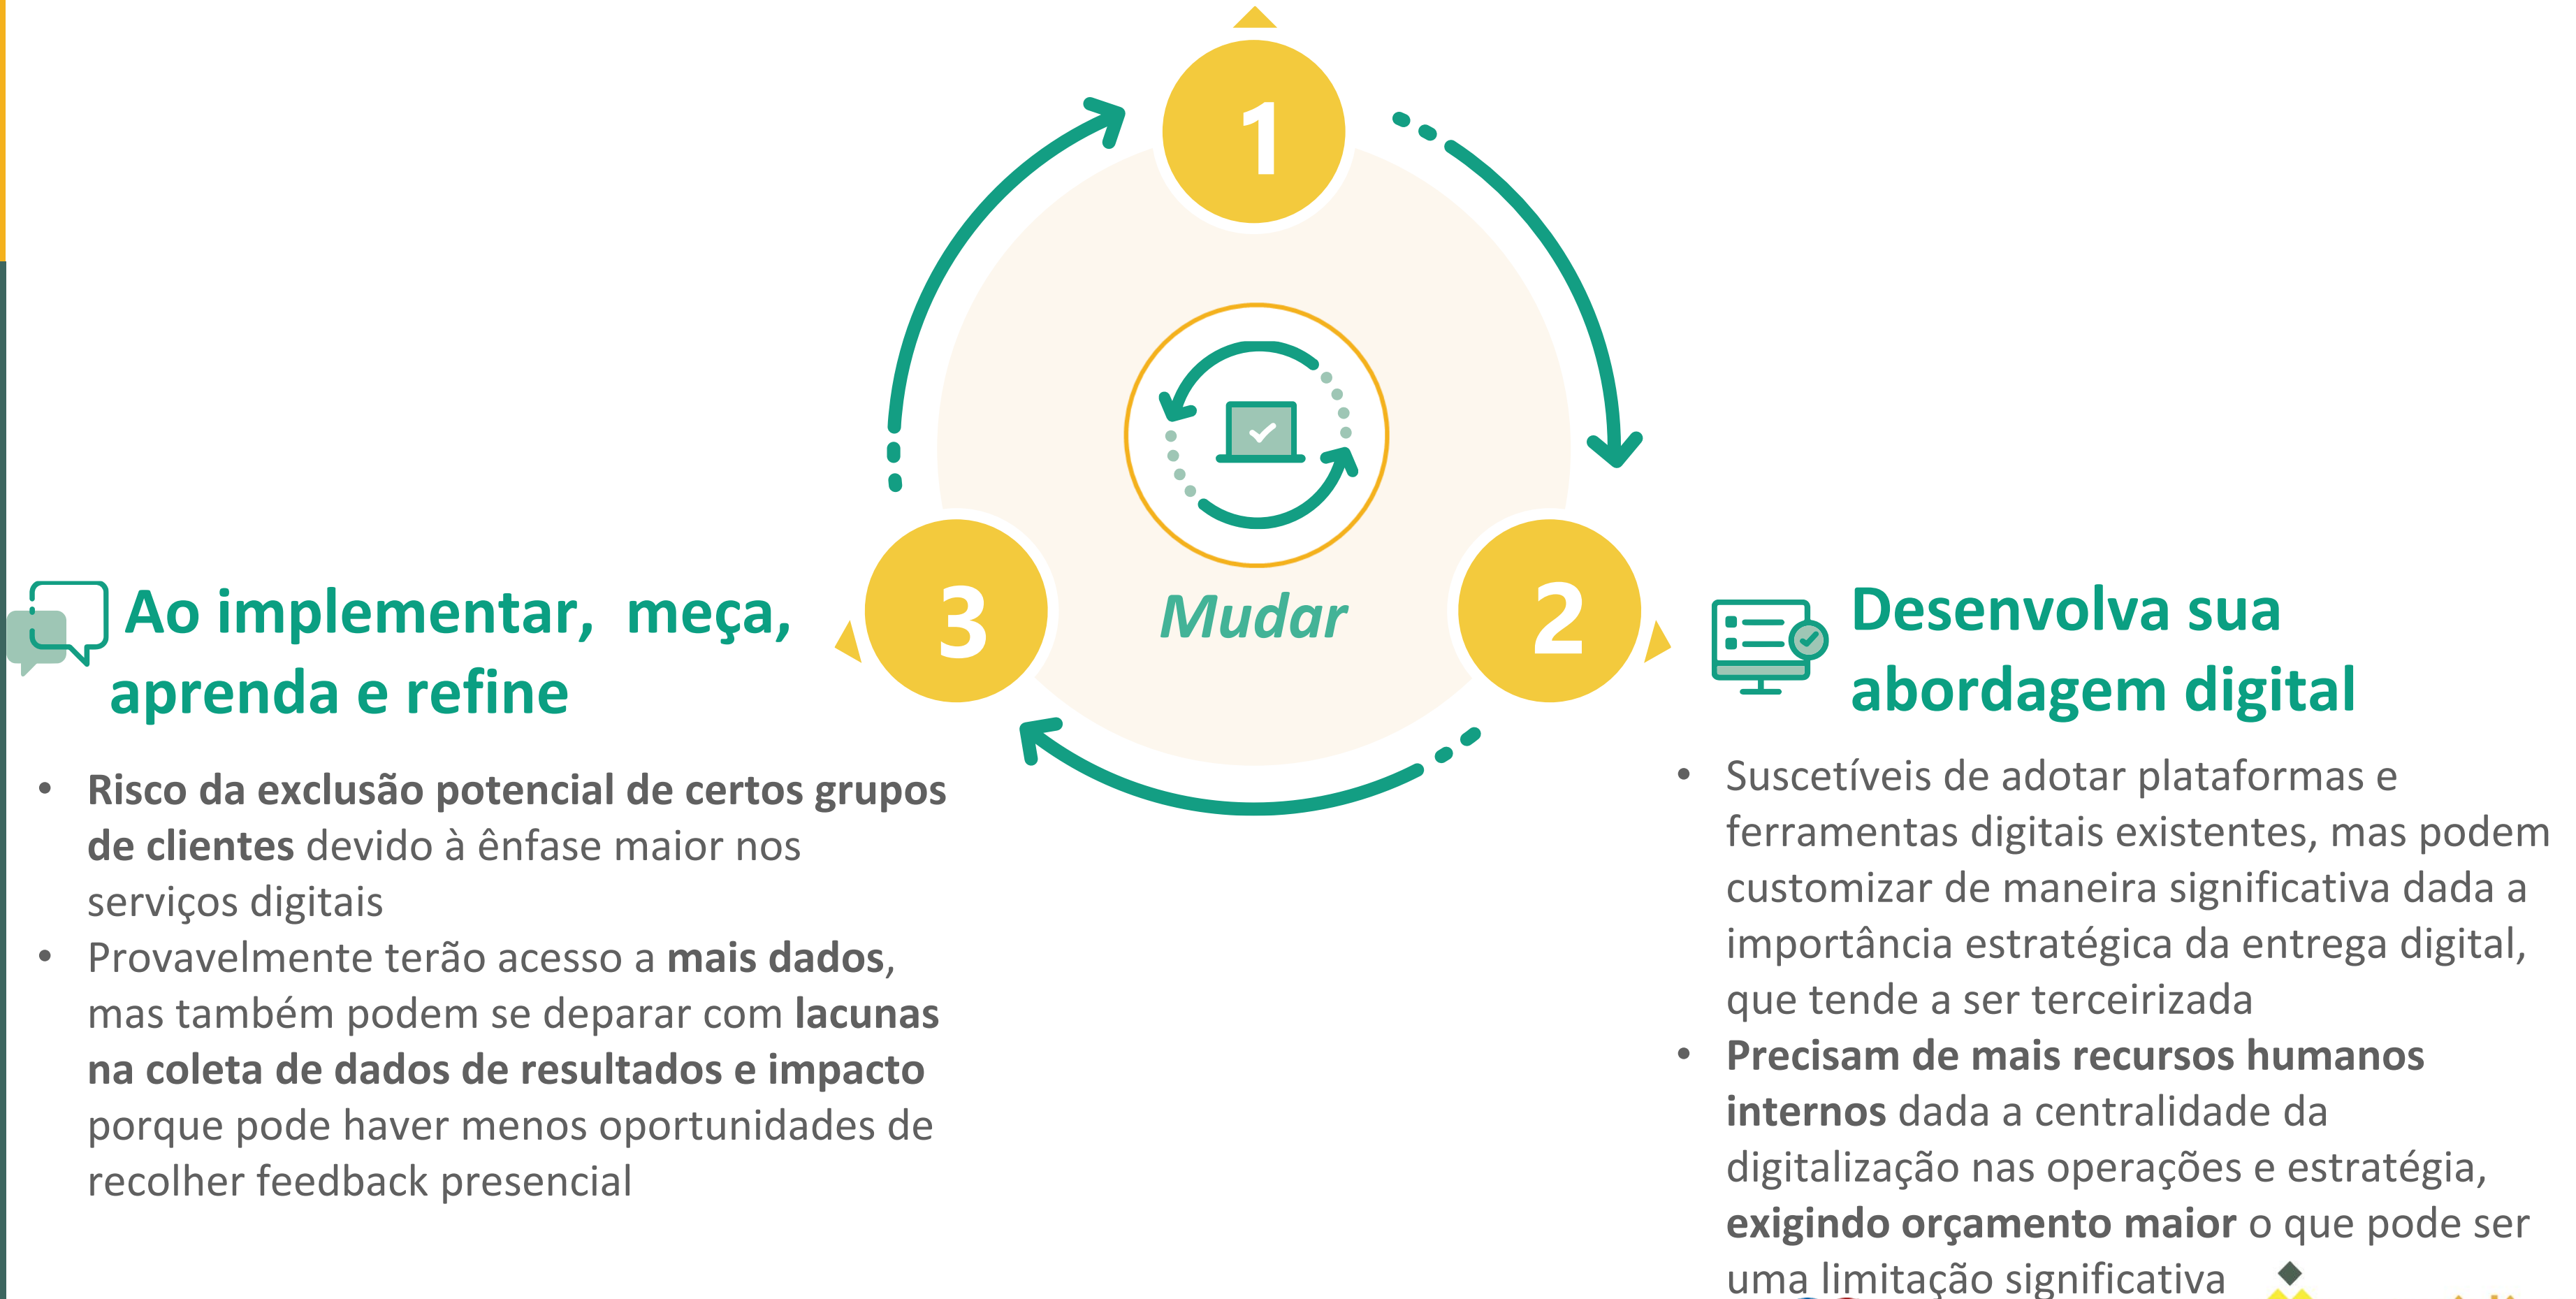 1
3
Mudar
2
Ao implementar,  meça,
aprenda e refine
• Risco da exclusão potencial de certos grupos
de clientes devido à ênfase maior nos
serviços digitais
• Provavelmente terão acesso a mais dados,
mas também podem se deparar com lacunas
na coleta de dados de resultados e impacto
porque pode haver menos oportunidades de
recolher feedback presencial
Desenvolva sua
abordagem digital
• Suscetíveis de adotar plataformas e
ferramentas digitais existentes, mas podem
customizar de maneira significativa dada a
importância estratégica da entrega digital,
que tende a ser terceirizada
• Precisam de mais recursos humanos
internos dada a centralidade da
digitalização nas operações e estratégia,
exigindo orçamento maior o que pode ser
uma limitação significativa